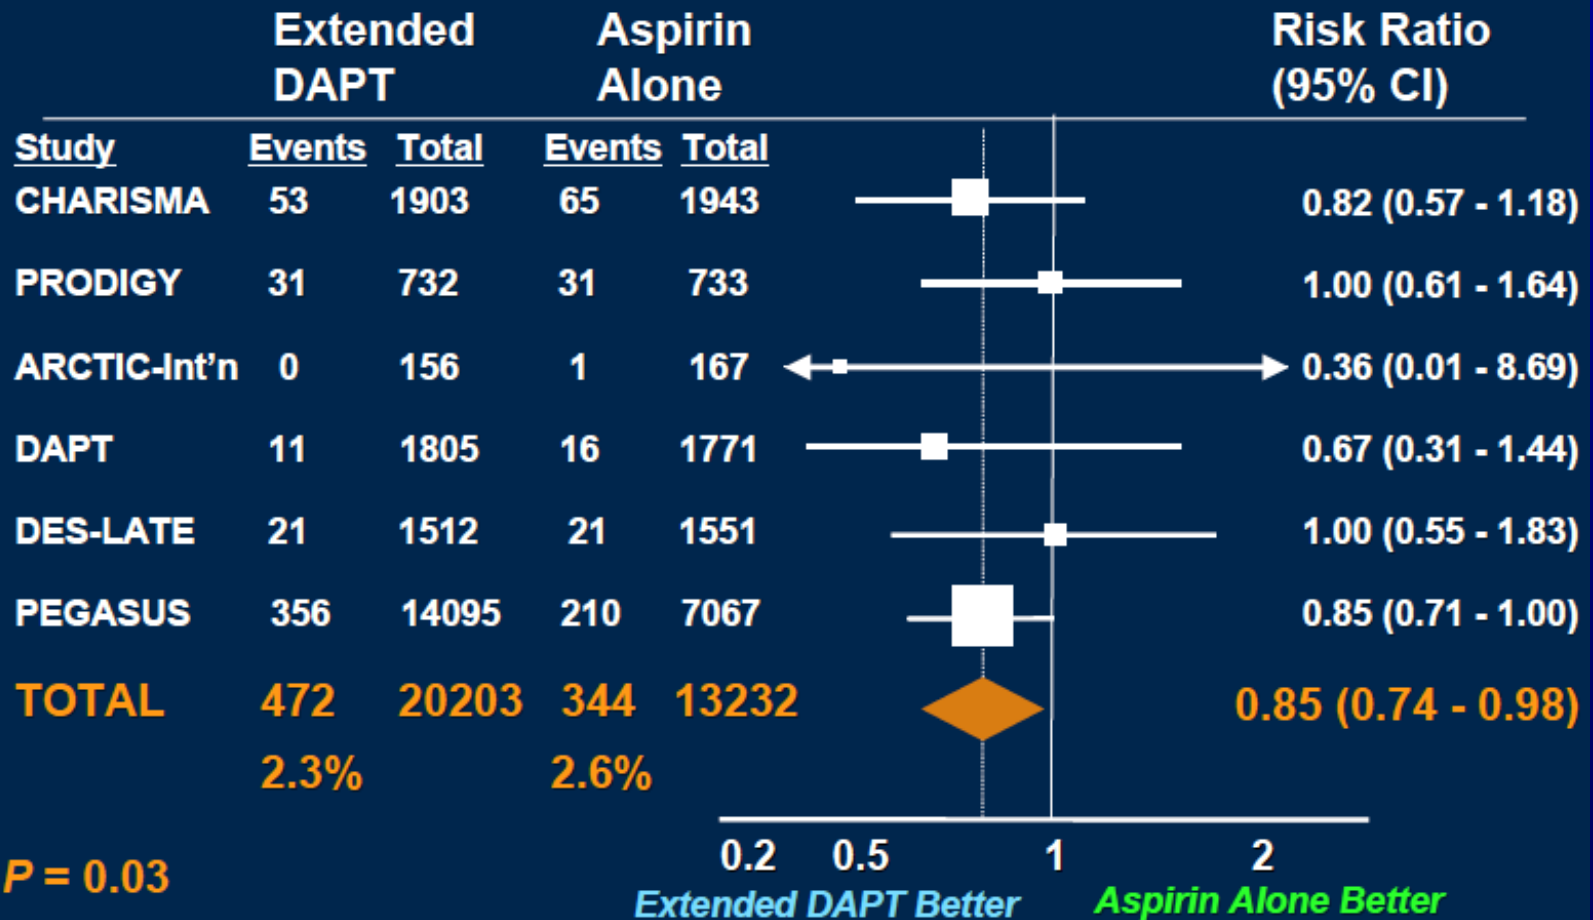 Extended DAPT Aspirin Alone Risk Ratio (95% CI)
Study Events Total Events Total
CHARISMA 53 1903 65 1943 0.82 (0.57 - 1.18)
PRODIGY 31 732 31 733 1.00 (0.61 - 1.64)
ARCTIC-Int'n 0 156 1 167 0.36 (0.01 - 8.69)
DAPT 11 1805 16 1771 0.67 (0.31 - 1.44)
DES-LATE 21 1512 21 1551 1.00 (0.55 - 1.83)
PEGASUS 356 14095 210 7067 0.85 (0.71 - 1.00)
TOTAL 472 20203 344 13232 0.85 (0.74 - 0.98)
2.3% 2.6%
0.2 0.5 1 2
P = 0.03
Extended DAPT Better Aspirin Alone Better